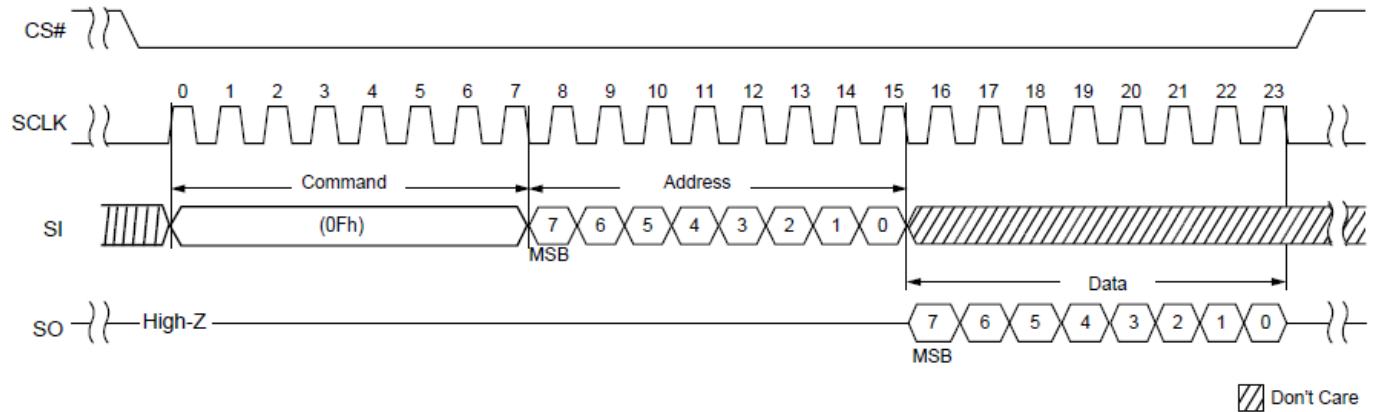 CS#
0 1 2 3 4 5 6 7 8 9 10 11 12 13 14 15 16 17 18 19 20 21 22 23
SCLK
Command Address
SI (0Fh) 7 6 5 4 3 2 1 0
MSB
Data
SO High-Z 7 6 5 4 3 2 1 0
MSB
Don't Care